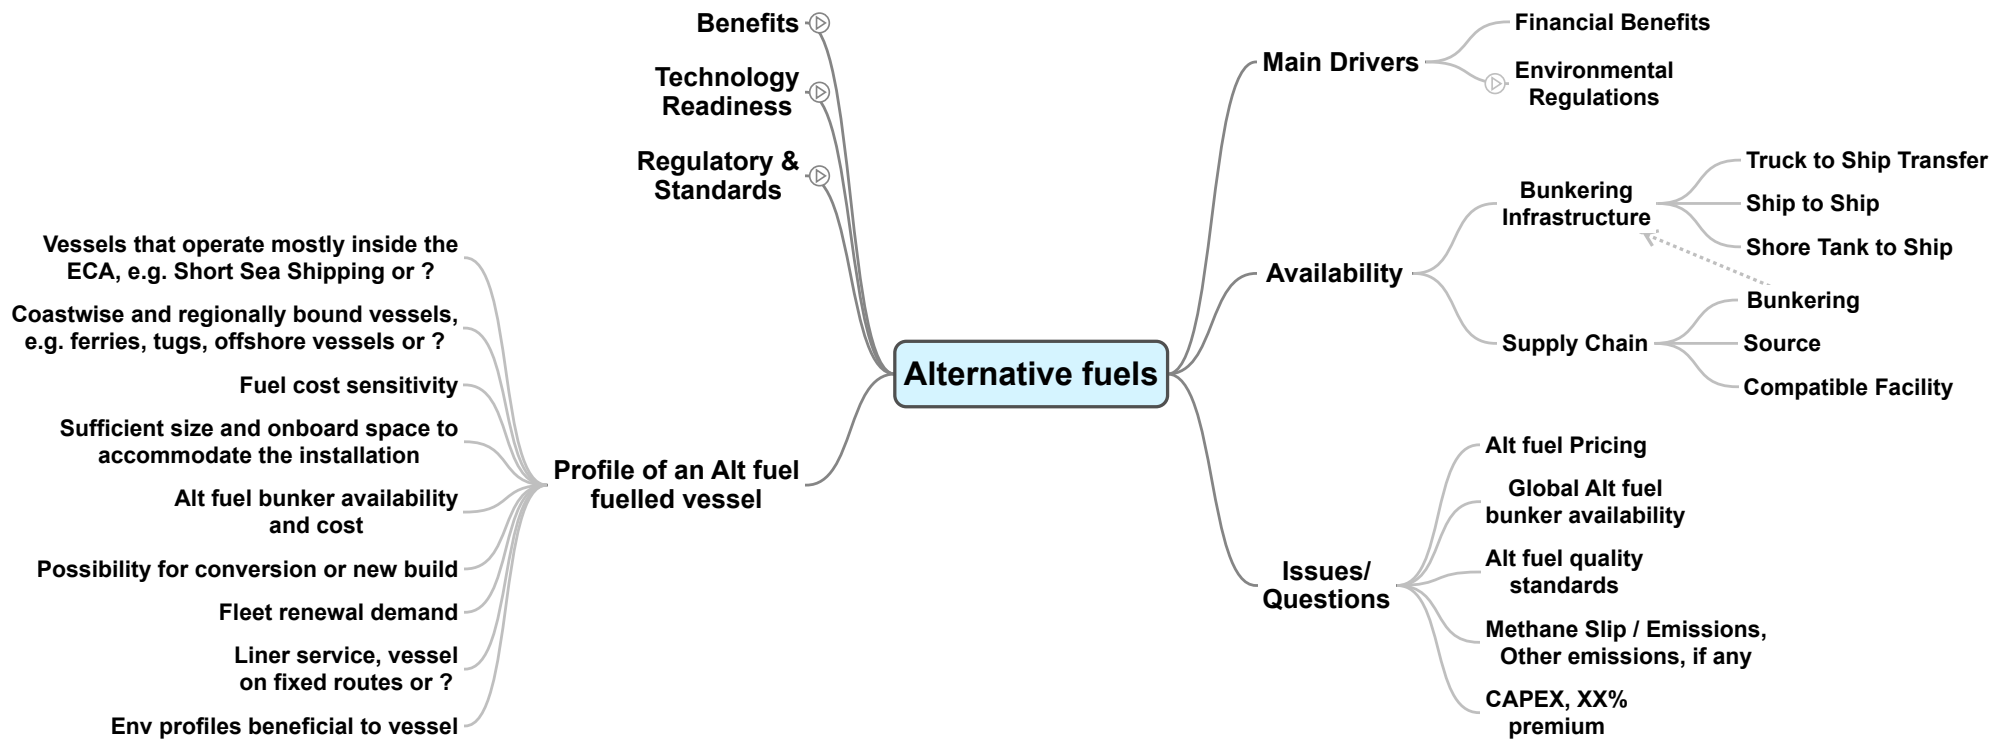 Benefits
Technology
Readiness
Regulatory &
Standards
Vessels that operate mostly inside the
ECA, e.g. Short Sea Shipping or ?
Coastwise and regionally bound vessels,
e.g. ferries, tugs, offshore vessels or ?
Fuel cost sensitivity
Sufficient size and onboard space to
accommodate the installation
Alt fuel bunker availability
and cost
Possibility for conversion or new build
Fleet renewal demand
Liner service, vessel
on fixed routes or ?
Env profiles beneficial to vessel
Profile of an Alt fuel
fuelled vessel
Alternative fuels
Main Drivers
Financial Benefits
Environmental
Regulations
Availability
Bunkering
Infrastructure
Truck to Ship Transfer
Ship to Ship
Shore Tank to Ship
Supply Chain
Bunkering
Source
Compatible Facility
Issues/
Questions
Alt fuel Pricing
Global Alt fuel
bunker availability
Alt fuel quality
standards
Methane Slip / Emissions,
Other emissions, if any
CAPEX, XX%
premium